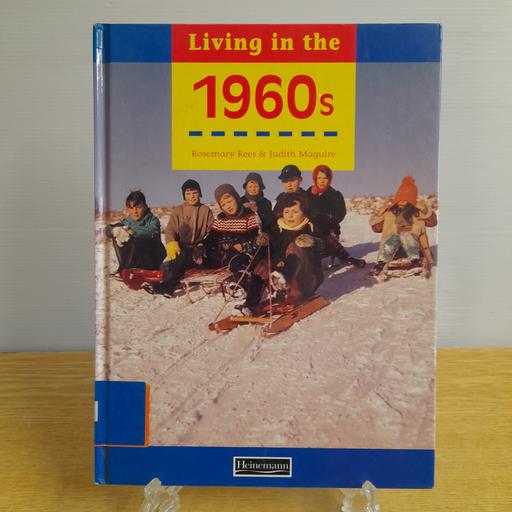 Living in the
1960s
Rosemary Rees & Judith Maguire
Heinemann